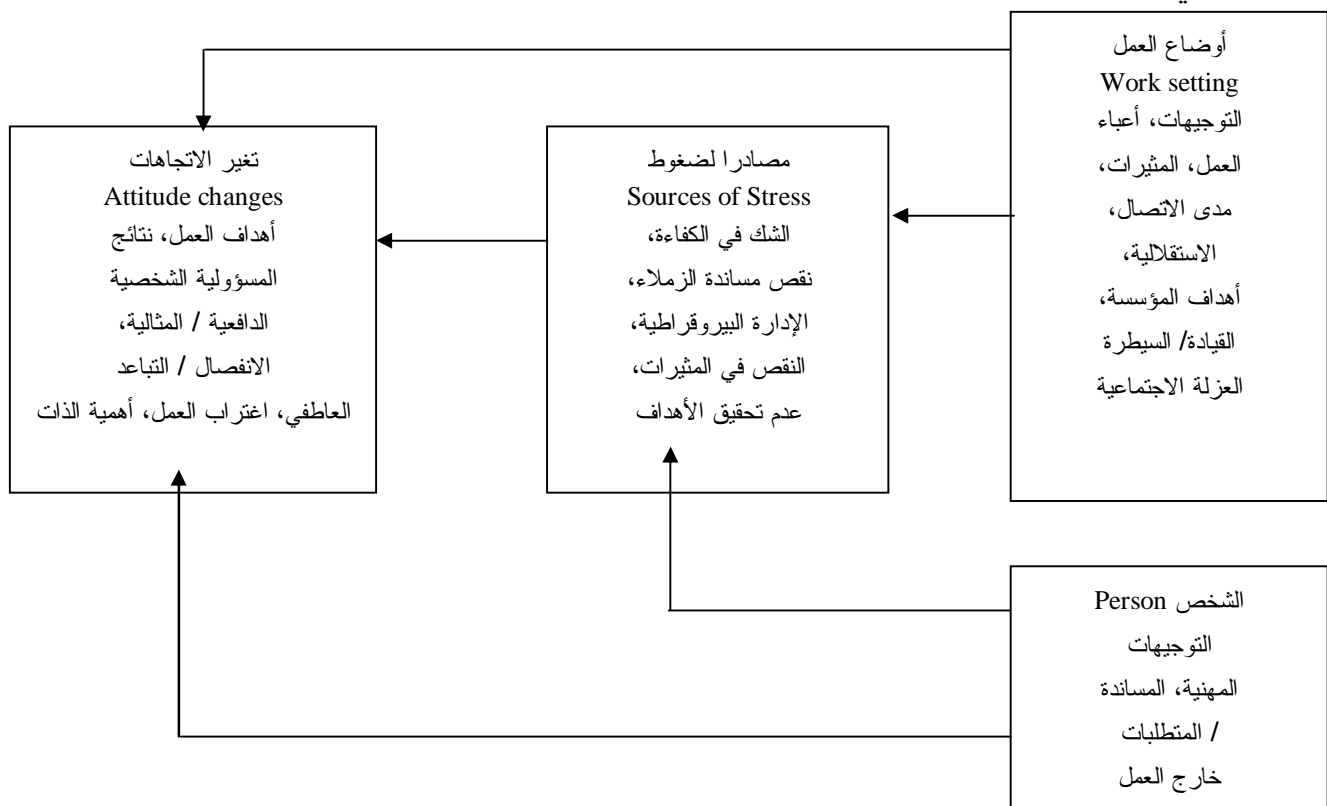 أوضاع العمل
Work setting
التوجيهات، أعباء
العمل، المثيرات،
مدى الاتصال،
الاستقلالية،
أهداف المؤسسة،
القيادة/ السيطرة
العزلة الاجتماعية
مصادرا لضغوط
Sources of Stress
الشك في الكفاءة،
نقص مساندة الزملاء،
الإدارة البيروقراطية،
النقص في المثيرات،
عدم تحقيق الأهداف
تغير الاتجاهات
Attitude changes
أهداف العمل، نتائج
المسؤولية الشخصية
الدافعية / المثالية،
الانفصال / التباعد
العاطفي، اغتراب العمل، أهمية الذات
الشخص Person
التوجيهات
المهنية، المساندة
/ المتطلبات
خارج العمل